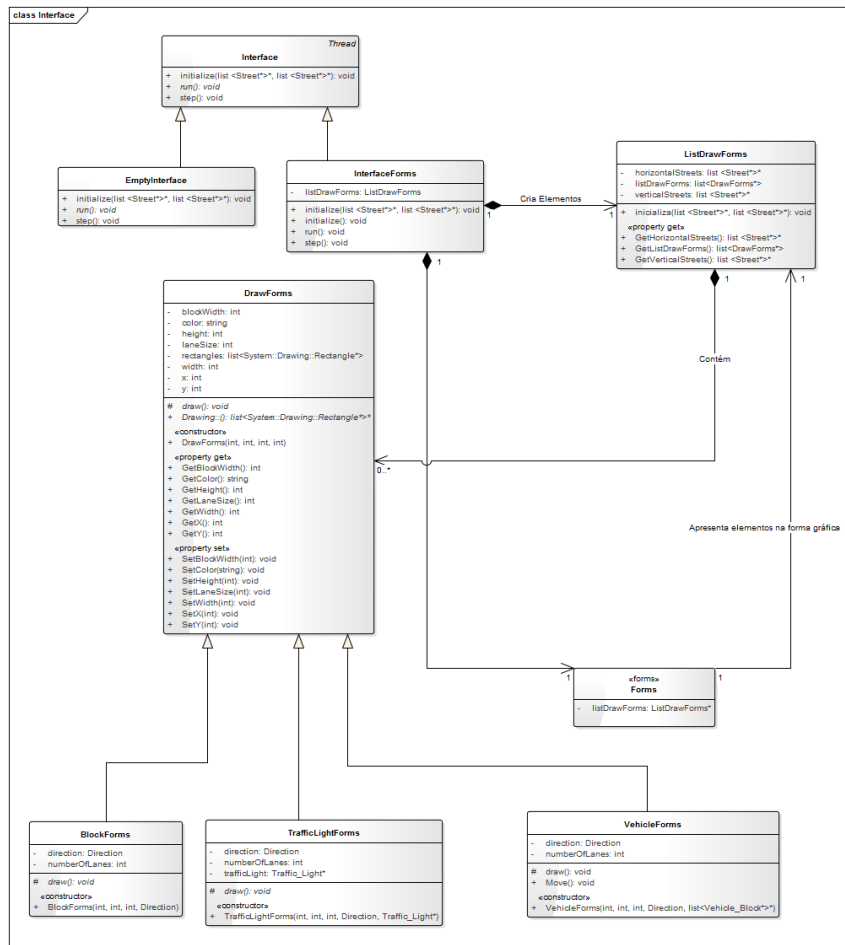 class Interface
Thread
Interface
+ initialize(list <Street*>*, list <Street*>*): void
+ run(): void
+ step(): void
EmptyInterface
+ initialize(list <Street*>*, list <Street*>*): void
+ run(): void
+ step(): void
InterfaceForms
- listDrawForms: ListDrawForms
+ initialize(list <Street*>*, list <Street*>*): void
+ initialize(): void
+ run(): void
+ step(): void
1
Cria Elementos
1
ListDrawForms
- horizontalStreets: list <Street*>*
- listDrawForms: list<DrawForms*>
- verticalStreets: list <Street*>*
+ inicializa(list <Street*>*, list <Street*>*): void
«property get»
+ GetHorizontalStreets(): list <Street*>*
+ GetListDrawForms(): list<DrawForms*>
+ GetVerticalStreets(): list <Street*>*
1
1
1
DrawForms
- blockWidth: int
- color: string
- height: int
- laneSize: int
- rectangles: list<System::Drawing::Rectangle*>
- width: int
- x: int
- y: int
# draw(): void
+ Drawing::(): list<System::Drawing::Rectangle*>*
«constructor»
+ DrawForms(int, int, int, int)
«property get»
+ GetBlockWidth(): int
+ GetColor(): string
+ GetHeight(): int
+ GetLaneSize(): int
+ GetWidth(): int
+ GetX(): int
+ GetY(): int
«property set»
+ SetBlockWidth(int): void
+ SetColor(string): void
+ SetHeight(int): void
+ SetLaneSize(int): void
+ SetWidth(int): void
+ SetX(int): void
+ SetY(int): void
Contém
0..*
Apresenta elementos na forma gráfica
1
«forms»
Forms
- listDrawForms: ListDrawForms*
1
BlockForms
- direction: Direction
- numberOfLanes: int
# draw(): void
«constructor»
+ BlockForms(int, int, int, Direction)
TrafficLightForms
- direction: Direction
- numberOfLanes: int
- trafficLight: Traffic_Light*
# draw(): void
«constructor»
+ TrafficLightForms(int, int, int, Direction, Traffic_Light*)
VehicleForms
- direction: Direction
- numberOfLanes: int
# draw(): void
+ Move(): void
«constructor»
+ VehicleForms(int, int, int, Direction, list<Vehicle_Block*>*)